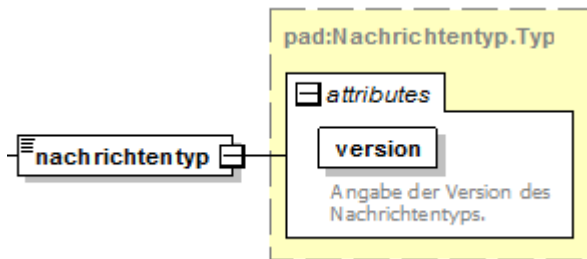 pad:Nachrichtentyp.Typ
attributes
nachrichtentyp
version
Angabe der Version des
Nachrichtentyps.